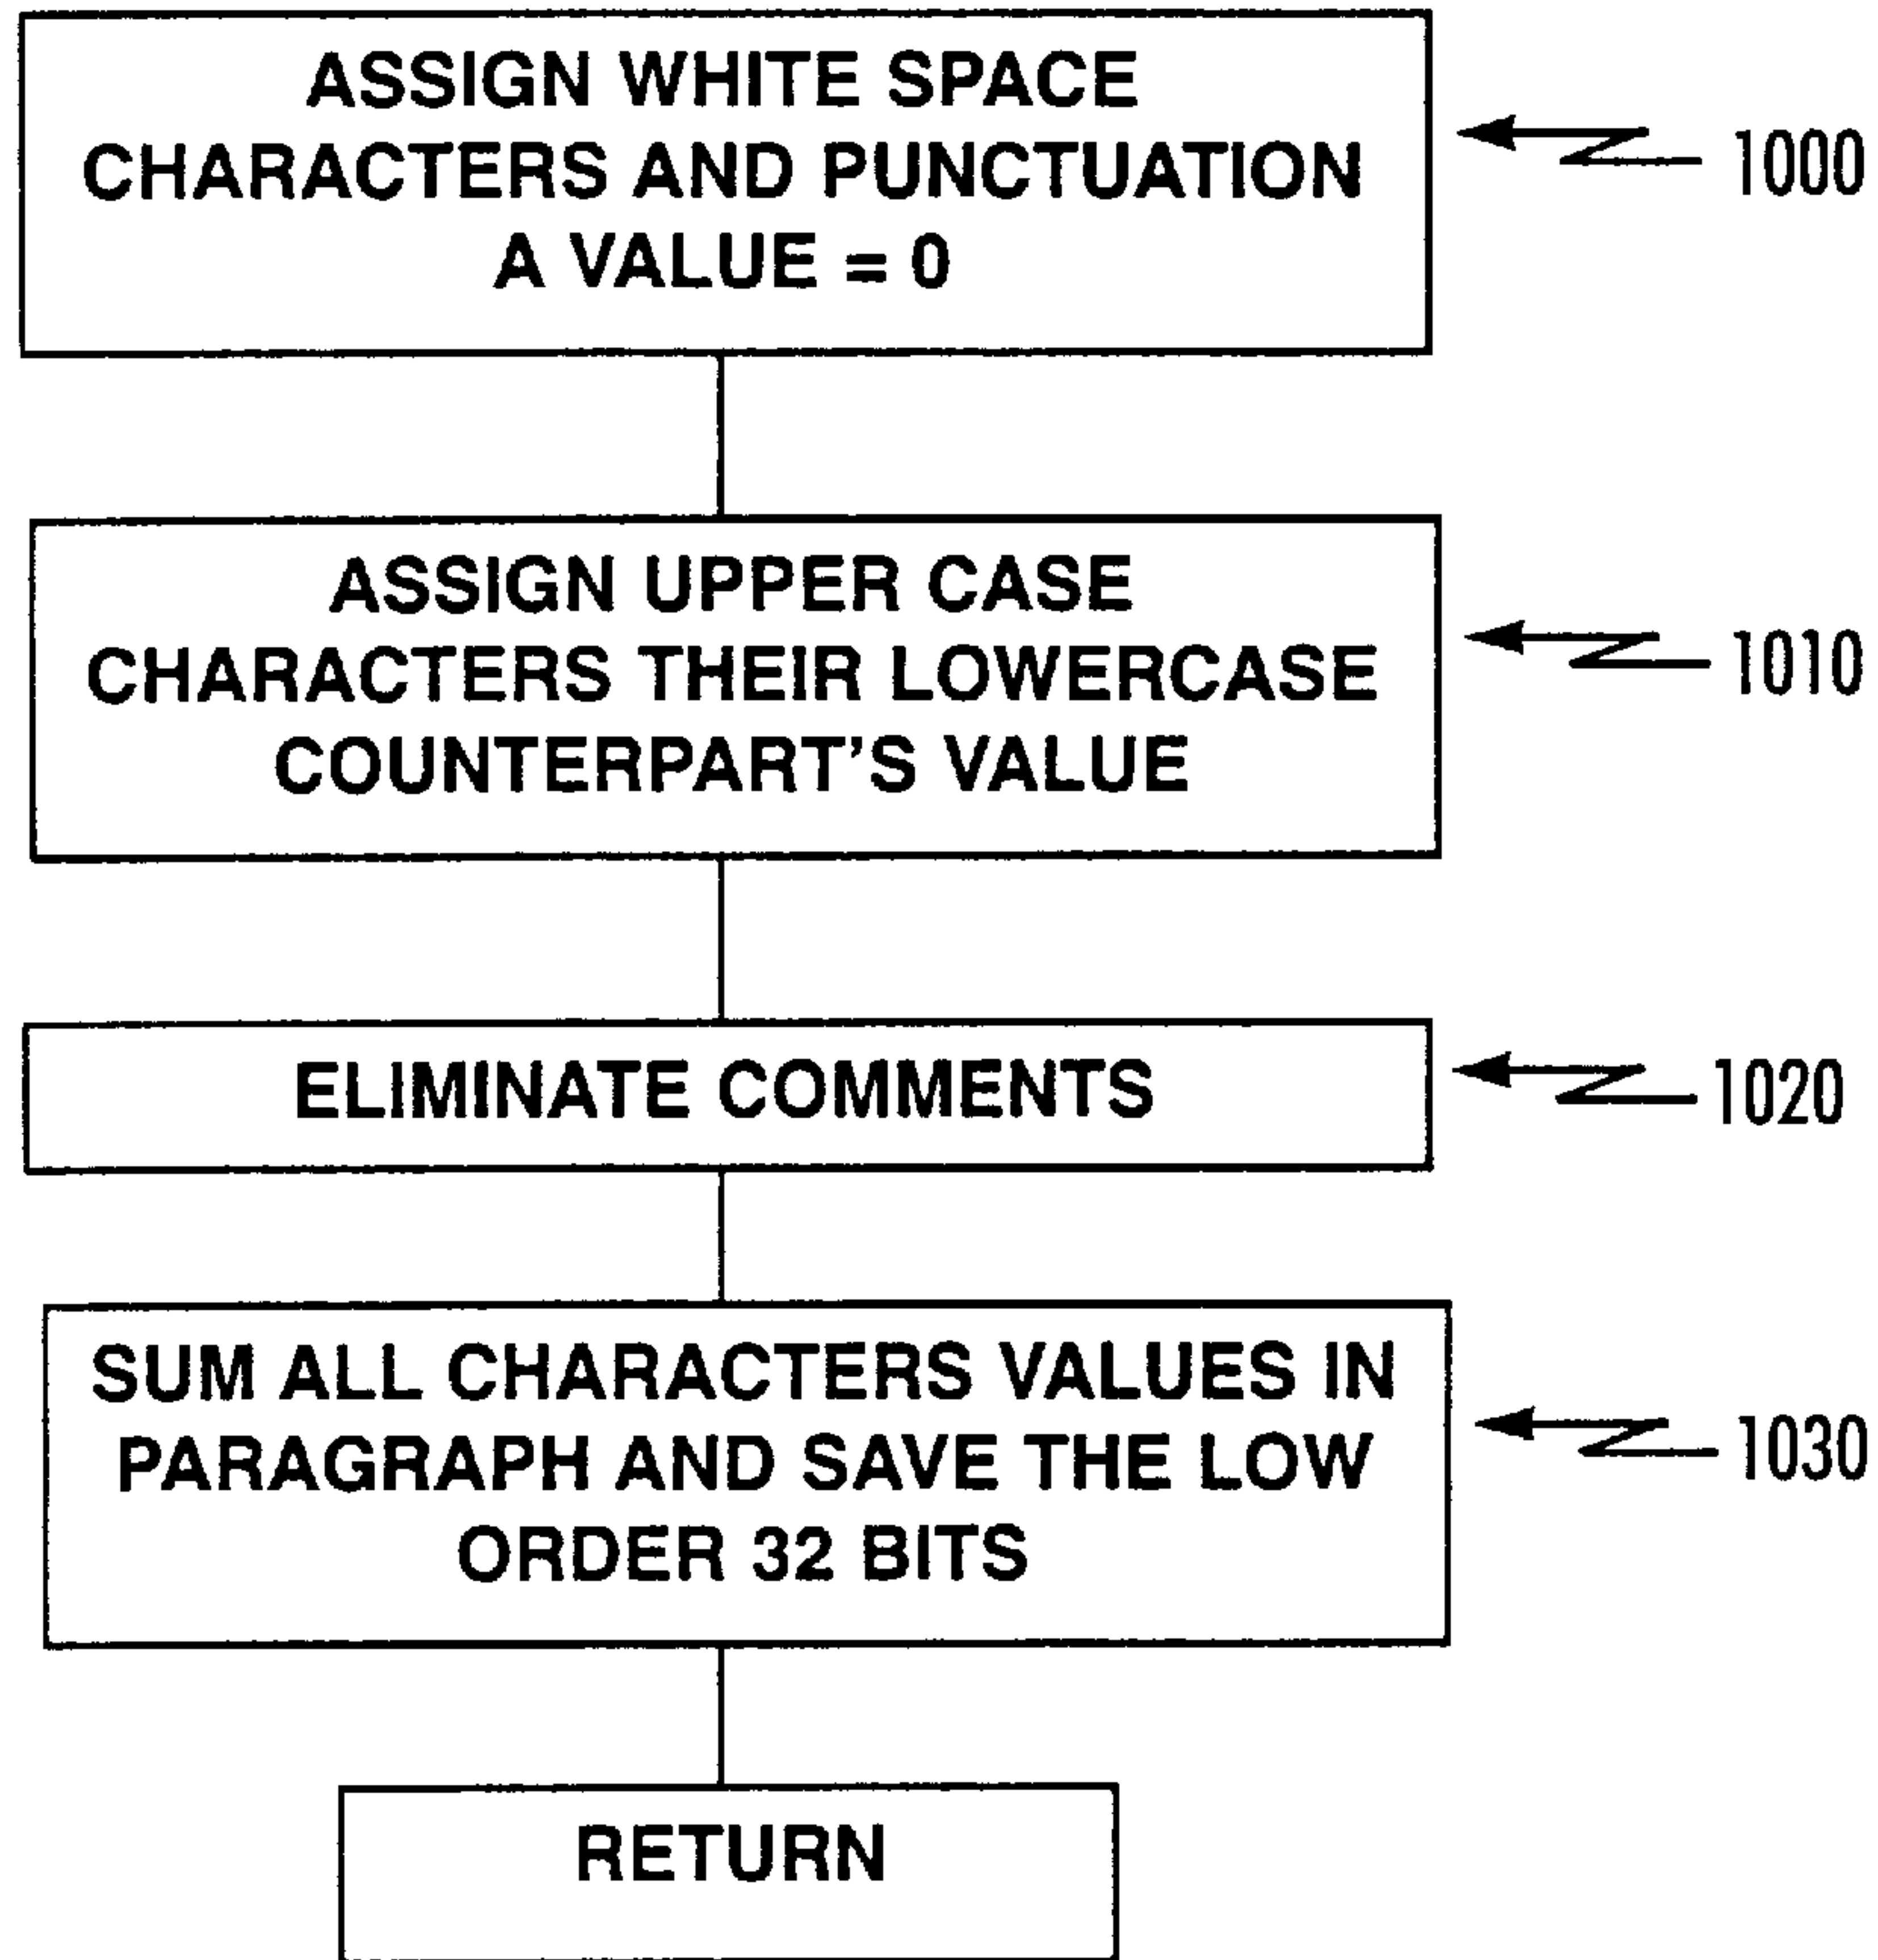 ASSIGN WHITE SPACE
CHARACTERS AND PUNCTUATION
A VALUE = 0
1000
ASSIGN UPPER CASE
CHARACTERS THEIR LOWERCASE
COUNTERPART'S VALUE
1010
ELIMINATE COMMENTS
1020
SUM ALL CHARACTERS VALUES IN
PARAGRAPH AND SAVE THE LOW
ORDER 32 BITS
1030
RETURN